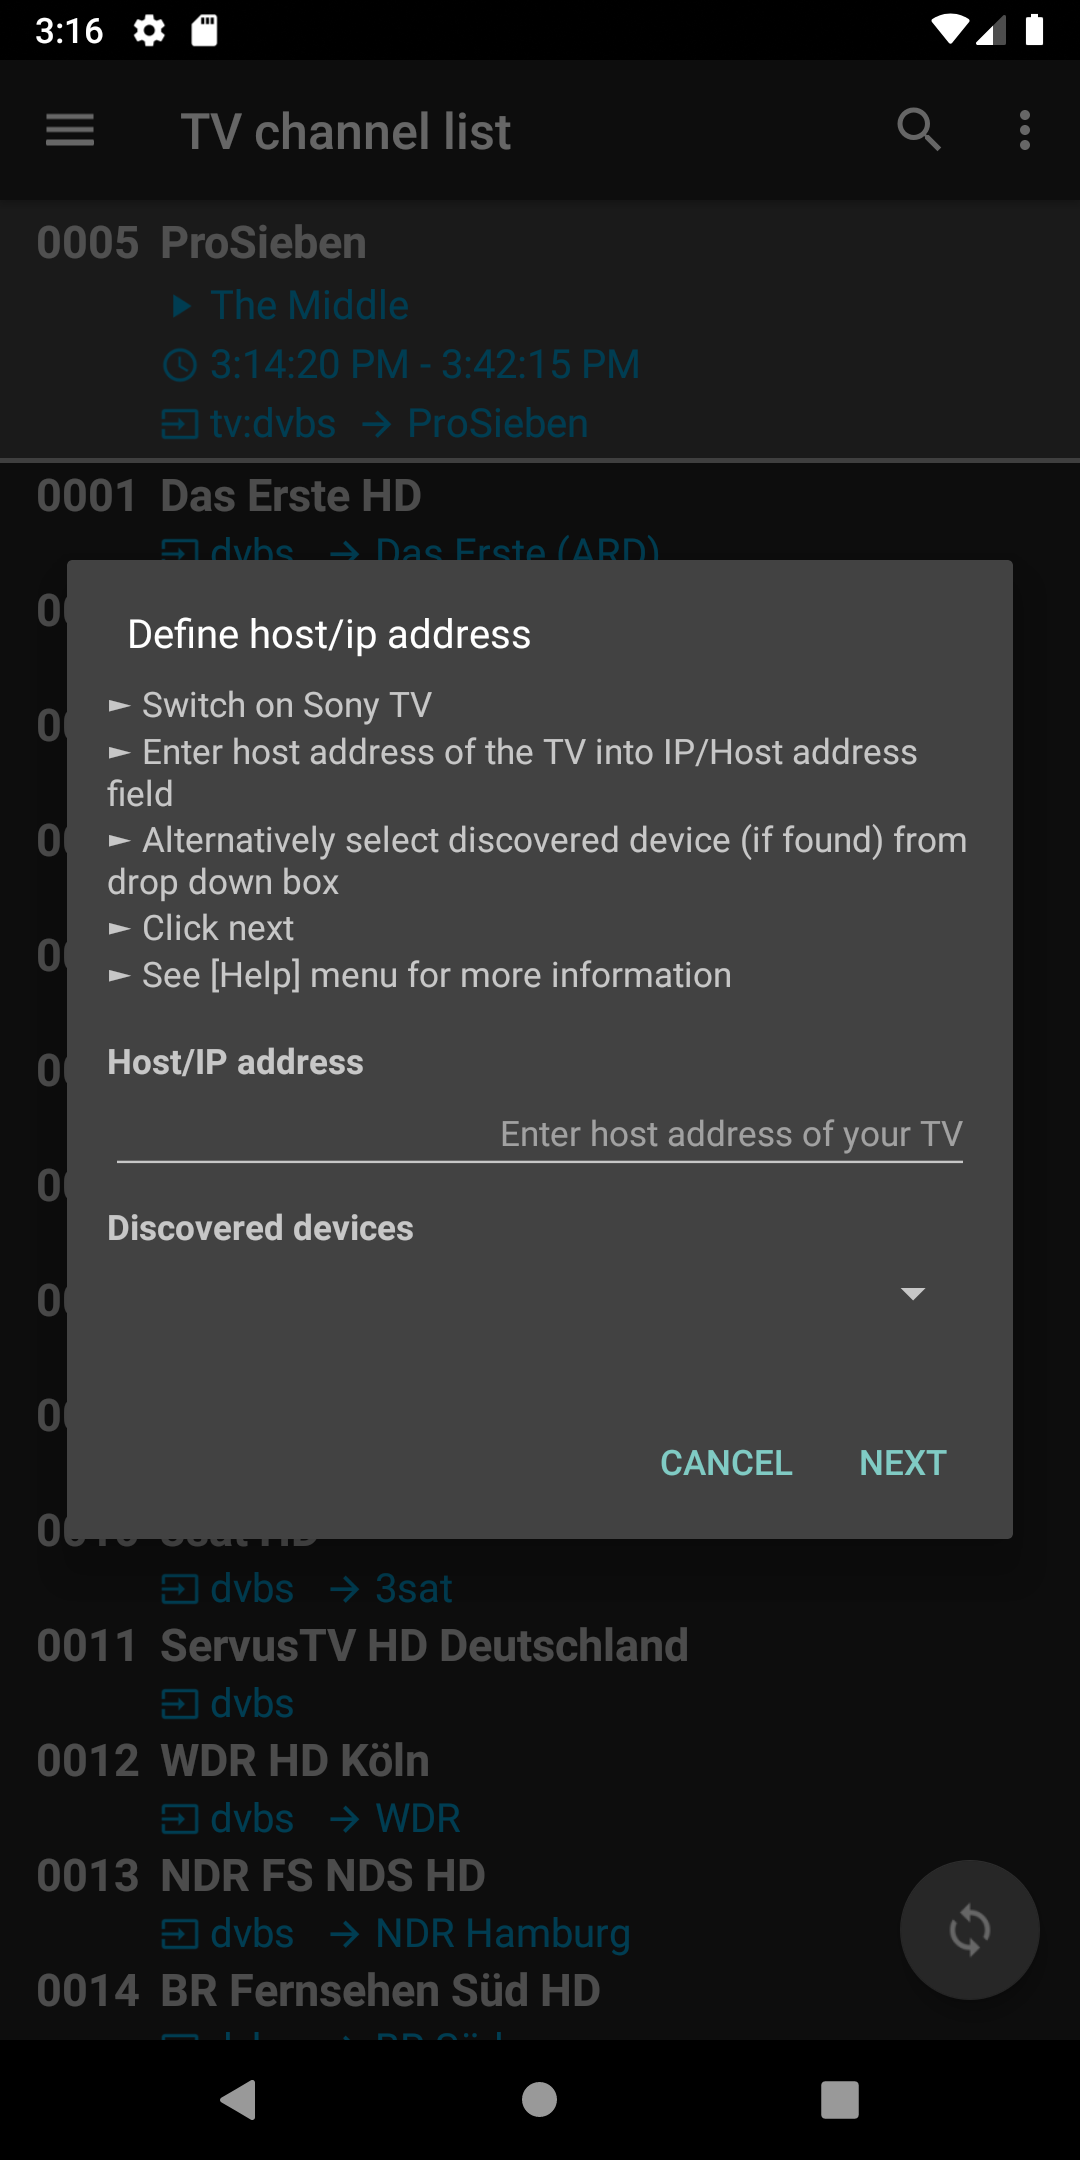 3:16
TV channel list
0005 ProSieben
The Middle
3:14:20 PM - 3:42:15 PM
tv:dvbs → ProSieben
0001 Das Erste HD
dvbs → Das Erste (ARD)
Define host/ip address
► Switch on Sony TV
► Enter host address of the TV into IP/Host address
field
► Alternatively select discovered device (if found) from
drop down box
► Click next
► See [Help] menu for more information
Host/IP address
Enter host address of your TV
Discovered devices
CANCEL NEXT
0010 3sat HD
dvbs → 3sat
0011 ServusTV HD Deutschland
dvbs
0012 WDR HD Köln
dvbs → WDR
0013 NDR FS NDS HD
dvbs → NDR Hamburg
0014 BR Fernsehen Süd HD